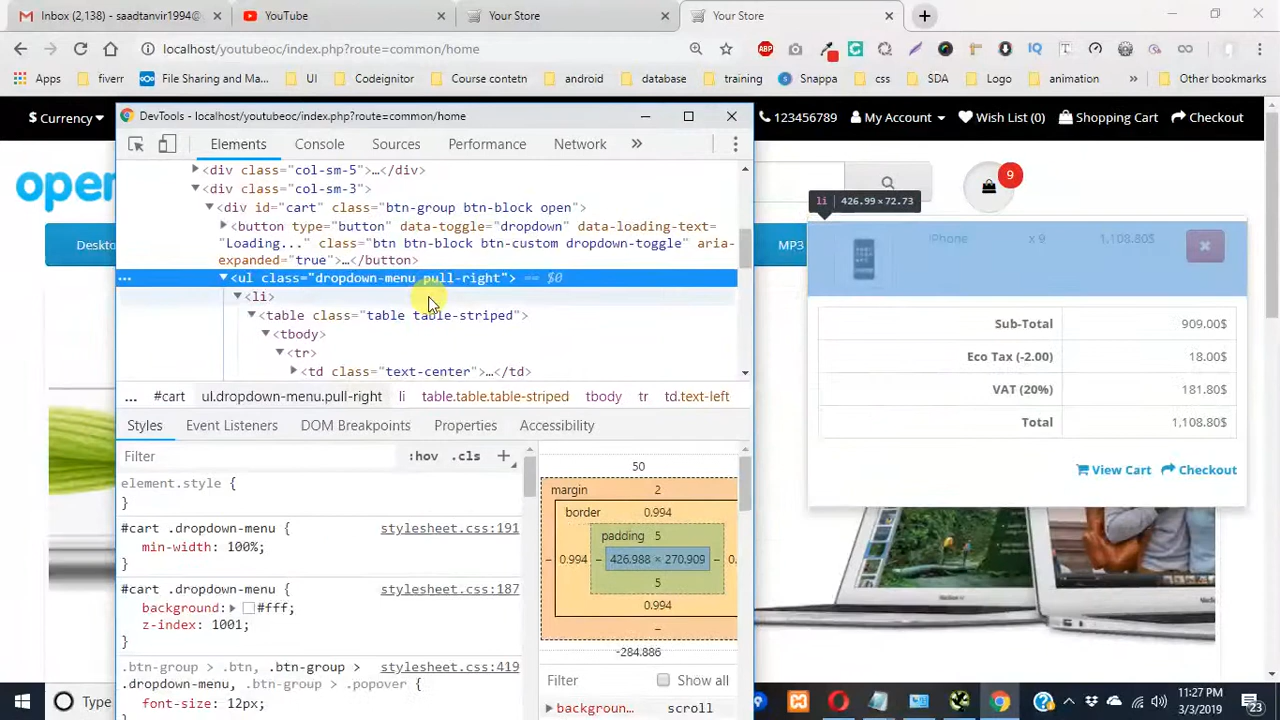 Inbox (2,138) - saadtvir1994@
YouTube
Your Store
Your Store
localhost/youtubeoc/index.php?route=common/home
Apps
fiverr
File Sharing and Ma...
UI
Codeignitor
Course contetn
android
database
training
Snappa
css
SDA
Logo
animation
$ Currency
123456789
My Account
Wish List (0)
Shopping Cart
Checkout
DevTools - localhost/youtubeoc/index.php?route=common/home
Elements
Console
Sources
Performance
Network
<div class="col-sm-5">…</div>
<div class="col-sm-3">
<div id="cart" class="btn-group btn-block open">
<button type="button" data-toggle="dropdown" data-loading-text=
"Loading..." class="btn btn-block btn-custom dropdown-toggle" aria-
expanded="true">…</button>
<ul class="dropdown-menu pull-right"> == $0
<li>
<table class="table table-striped">
<tbody>
<tr>
<td class="text-center">…</td>
... #cart ul.dropdown-menu.pull-right li table.table.table-striped tbody tr td.text-left
Styles
Event Listeners
DOM Breakpoints
Properties
Accessibility
Filter
:hov .cls +
element.style {
}
#cart .dropdown-menu {
stylesheet.css:191
min-width: 100%;
}
#cart .dropdown-menu {
stylesheet.css:187
background: #fff;
z-index: 1001;
}
.btn-group > .btn, .btn-group >
stylesheet.css:419
.dropdown-menu, .btn-group > .popover {
font-size: 12px;
50
margin 2
border 0.994
padding 5
0.994 – 426.988 × 270.909 – 0.
5
0.994
–
-284.886
Filter
Show all
backgroun... scroll
open
9
Deskto
MP3
li 426.99×72.73
iPhone x 9 1,108.80$
Sub-Total 909.00$
Eco Tax (-2.00) 18.00$
VAT (20%) 181.80$
Total 1,108.80$
View Cart
Checkout
Type
11:27 PM
3/3/2019
23